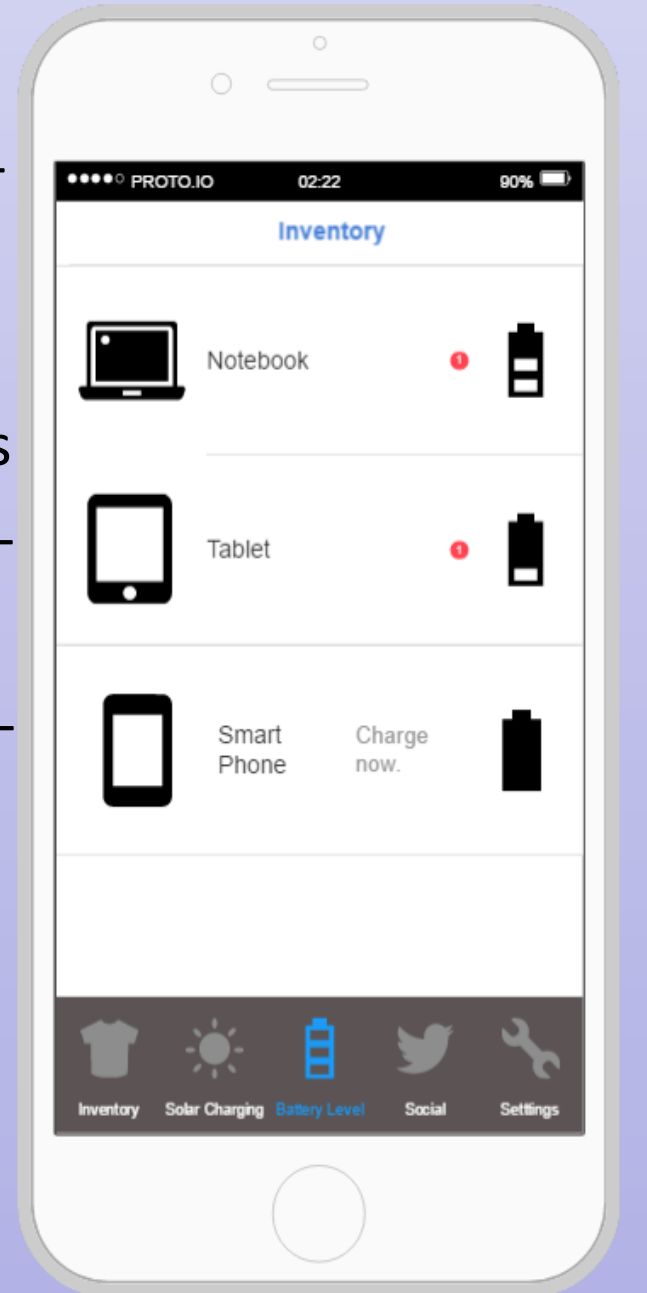 PROTO.IO 02:22 90%
Inventory
Notebook 1
s
Tablet 1
Smart Charge
Phone now.
Inventory Solar Charging Battery Level Social Setttings